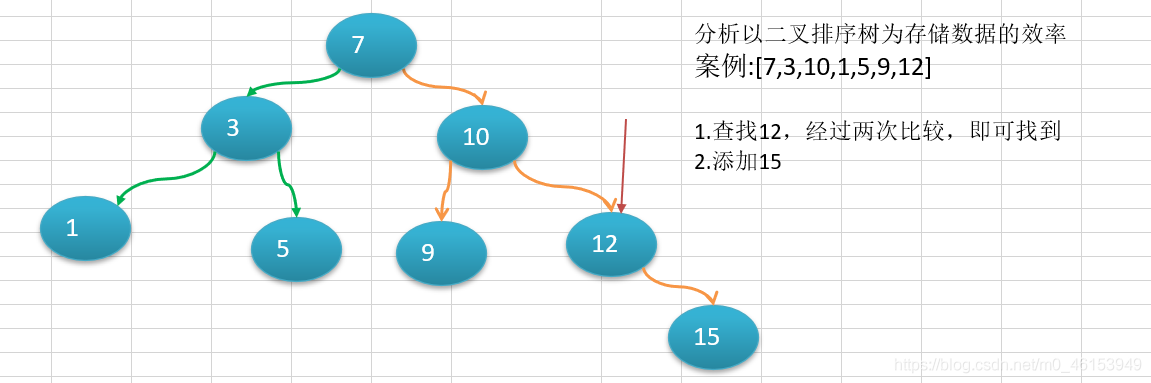 分析以二叉排序树为存储数据的效率
案例:[7,3,10,1,5,9,12]
1.查找12，经过两次比较，即可找到
2.添加15
7
3
10
1
5
9
12
15
https://blog.csdn.net/m0_46153949